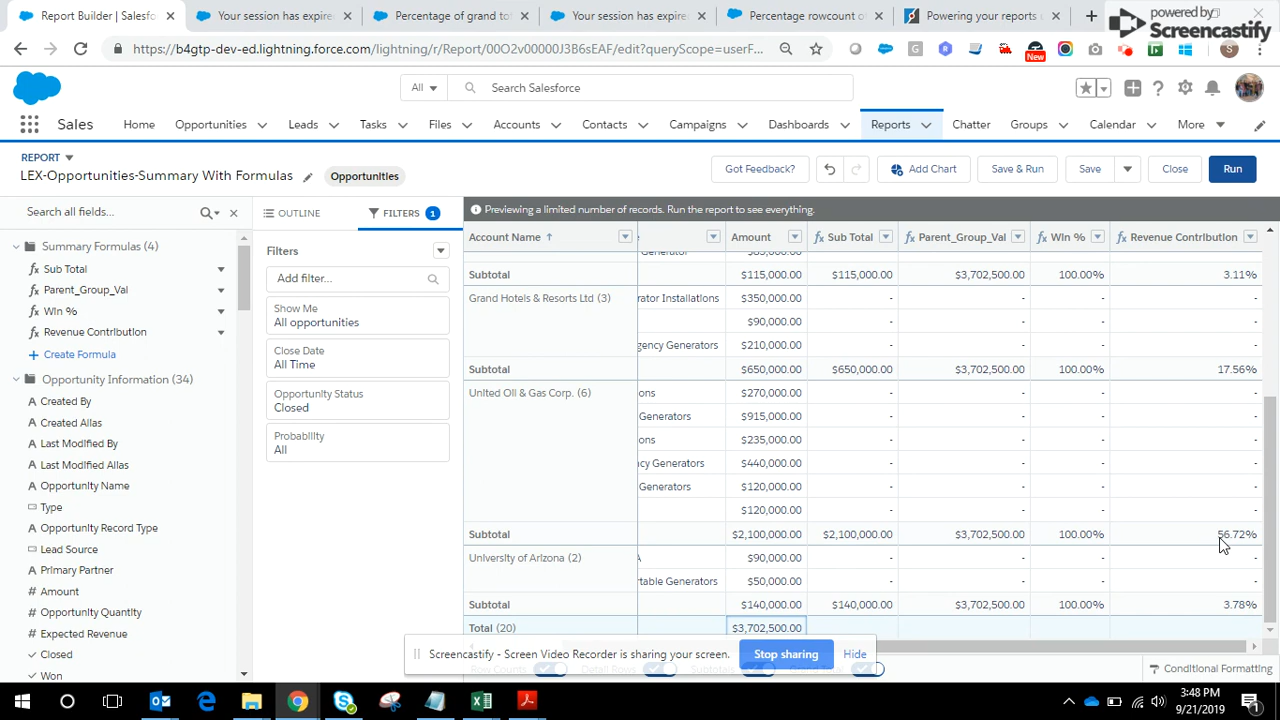 Report Builder | Salesfo
Your session has expire
Percentage of grand to
Your session has expire
Percentage rowcount o
Powering your reports
powered by
Screencastify
https://b4gtp-dev-ed.lightning.force.com/lightning/r/Report/00O2v00000J3B6sEAF/edit?queryScope=userF...
New
S
All
Search Salesforce
Sales
Home
Opportunities
Leads
Tasks
Files
Accounts
Contacts
Campaigns
Dashboards
Reports
Chatter
Groups
Calendar
More
REPORT
LEX-Opportunities-Summary With Formulas
Opportunities
Got Feedback?
Add Chart
Save & Run
Save
Close
Run
Search all fields...
OUTLINE
FILTERS 1
Previewing a limited number of records. Run the report to see everything.
Summary Formulas (4)
fx Sub Total
fx Parent_Group_Val
fx Win %
fx Revenue Contribution
+ Create Formula
Opportunity Information (34)
A Created By
A Created Alias
A Last Modified By
A Last Modified Alias
A Opportunity Name
Type
A Opportunity Record Type
Lead Source
A Primary Partner
# Amount
# Opportunity Quantity
# Expected Revenue
Closed
Won
Filters
Add filter...
Show Me
All opportunities
Close Date
All Time
Opportunity Status
Closed
Probability
All
Account Name ↑ Amount fx Sub Total fx Parent_Group_Val fx Win % fx Revenue Contribution
Subtotal $115,000.00 $115,000.00 $3,702,500.00 100.00% 3.11%
Grand Hotels & Resorts Ltd (3) rator Installations $350,000.00 - - - -
$90,000.00 - - - -
gency Generators $210,000.00 - - - -
Subtotal $650,000.00 $650,000.00 $3,702,500.00 100.00% 17.56%
United Oil & Gas Corp. (6) ons $270,000.00 - - - -
Generators $915,000.00 - - - -
ons $235,000.00 - - - -
cy Generators $440,000.00 - - - -
Generators $120,000.00 - - - -
$120,000.00 - - - -
Subtotal $2,100,000.00 $2,100,000.00 $3,702,500.00 100.00% 56.72%
University of Arizona (2) A $90,000.00 - - - -
rtable Generators $50,000.00 - - - -
Subtotal $140,000.00 $140,000.00 $3,702,500.00 100.00% 3.78%
Total (20) $3,702,500.00
Screencastify - Screen Video Recorder is sharing your screen.
Stop sharing
Hide
Row Counts
Detail Rows
Subtotals
Conditional Formatting
3:48 PM
9/21/2019